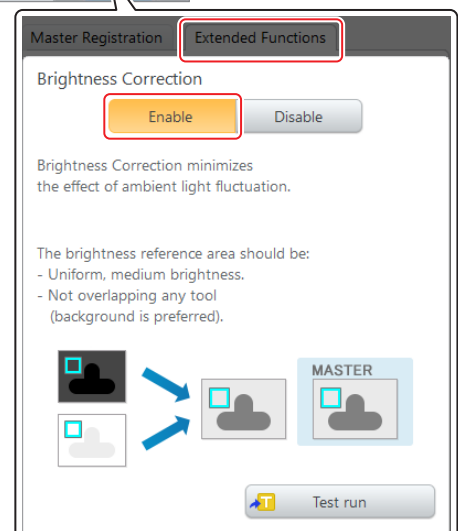 Master Registration
Extended Functions
Brightness Correction
Enable
Disable
Brightness Correction minimizes
the effect of ambient light fluctuation.
The brightness reference area should be:
- Uniform, medium brightness.
- Not overlapping any tool
(background is preferred).
MASTER
T
Test run